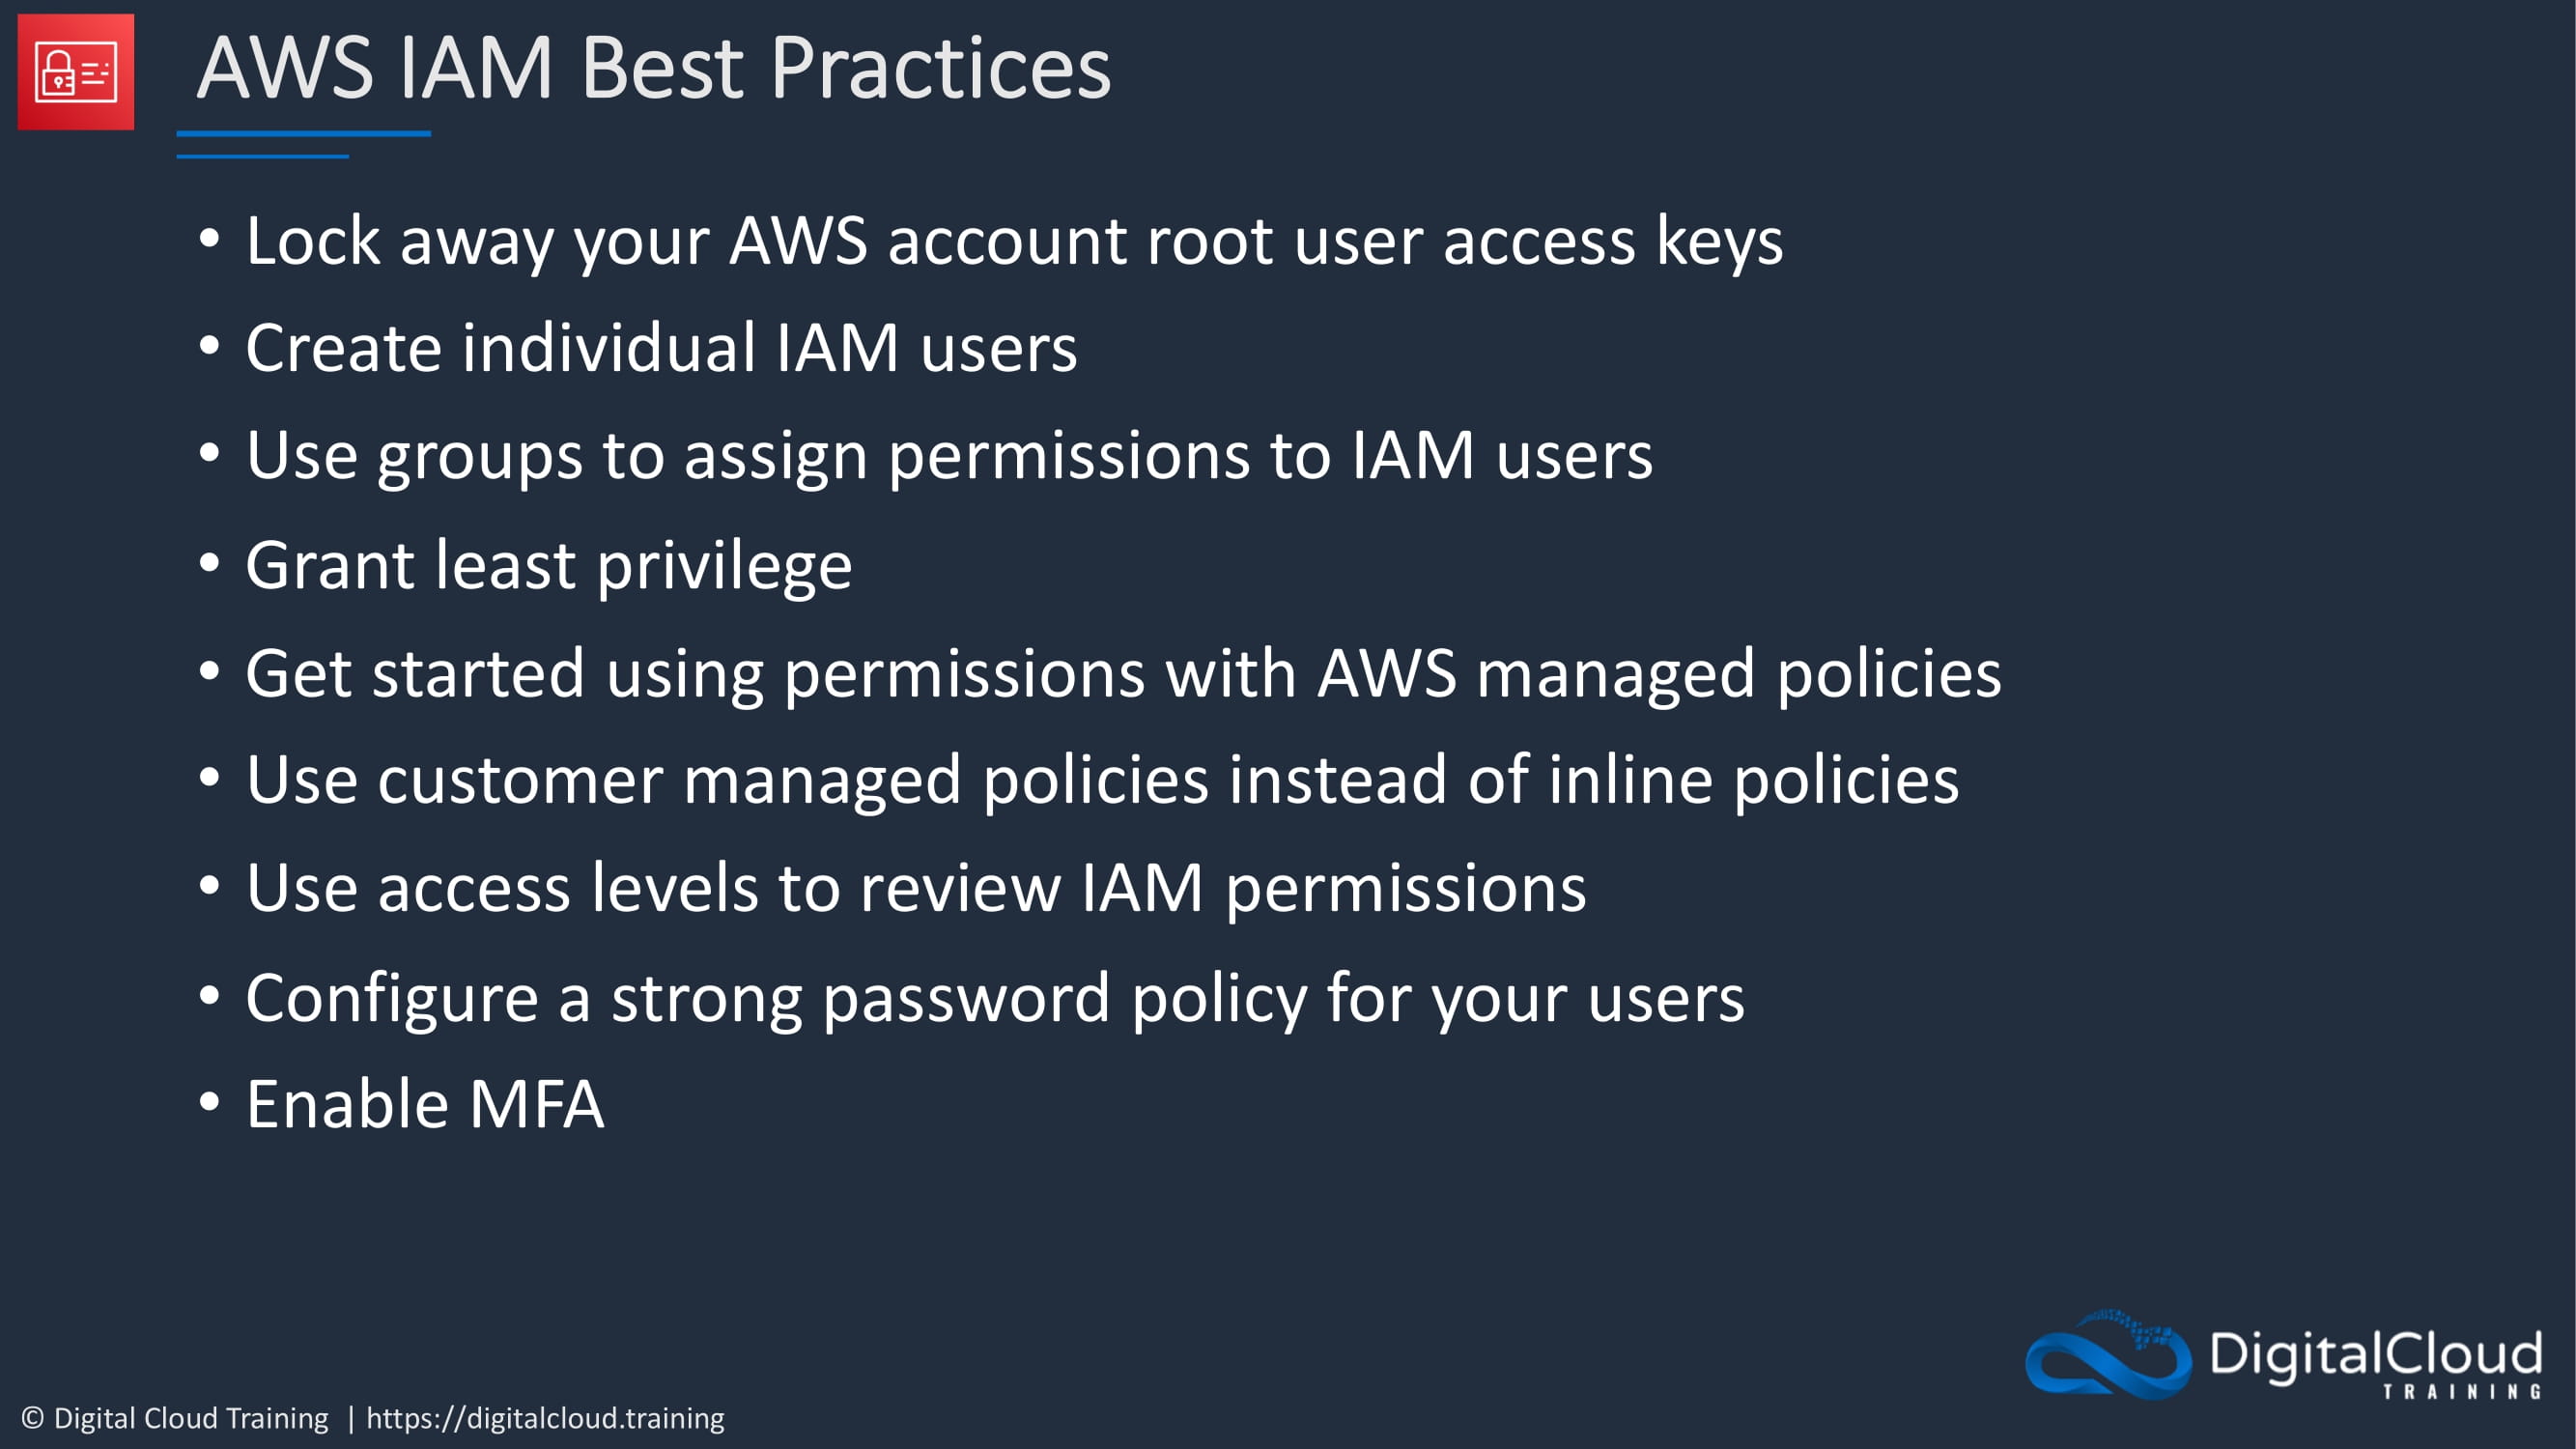 AWS IAM Best Practices
• Lock away your AWS account root user access keys
• Create individual IAM users
• Use groups to assign permissions to IAM users
• Grant least privilege
• Get started using permissions with AWS managed policies
• Use customer managed policies instead of inline policies
• Use access levels to review IAM permissions
• Configure a strong password policy for your users
• Enable MFA
DigitalCloud
TRAINING
© Digital Cloud Training | https://digitalcloud.training